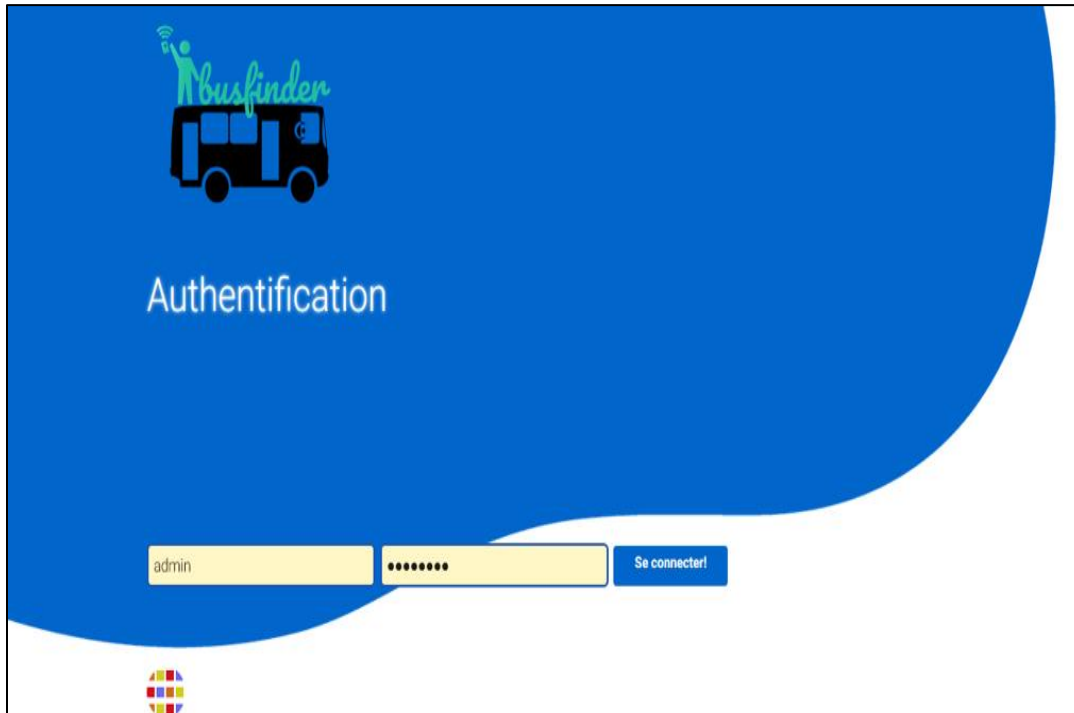 busfinder
Authentification
admin
••••••••
Se connecter!